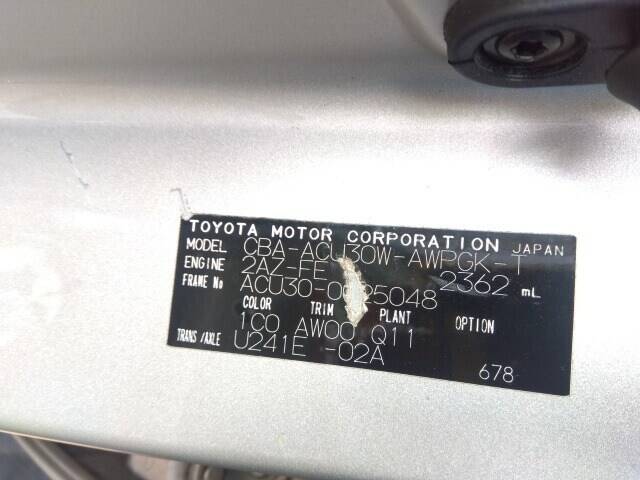 TOYOTA MOTOR CORPORATION JAPAN
MODEL CBA-ACU30W-AWPGK-T
ENGINE 2AZ-FE 2362 mL
FRAME No
COLOR TRIM PLANT OPTION
1C0 AW00 Q11
TRANS/AXLE U241E -02A
678